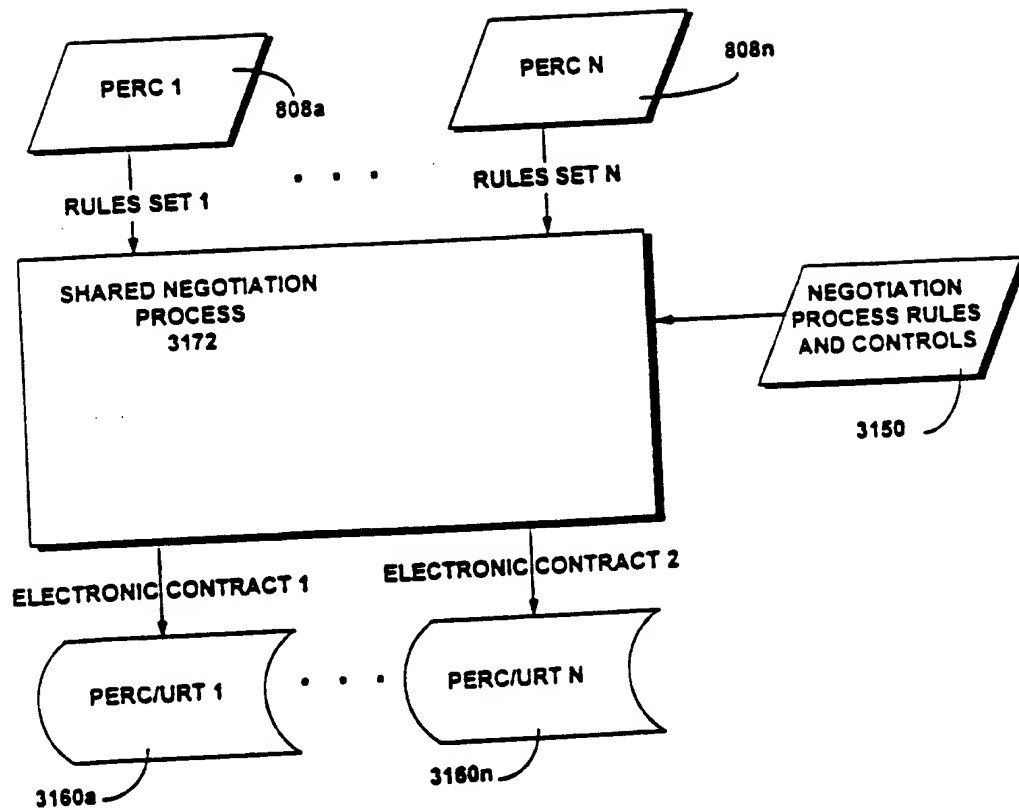 PERC 1
808a
PERC N
808n
RULES SET 1
. . .
RULES SET N
SHARED NEGOTIATION
PROCESS
3172
NEGOTIATION
PROCESS RULES
AND CONTROLS
3150
ELECTRONIC CONTRACT 1
ELECTRONIC CONTRACT 2
PERC/URT 1
. . .
PERC/URT N
3160a
3160n